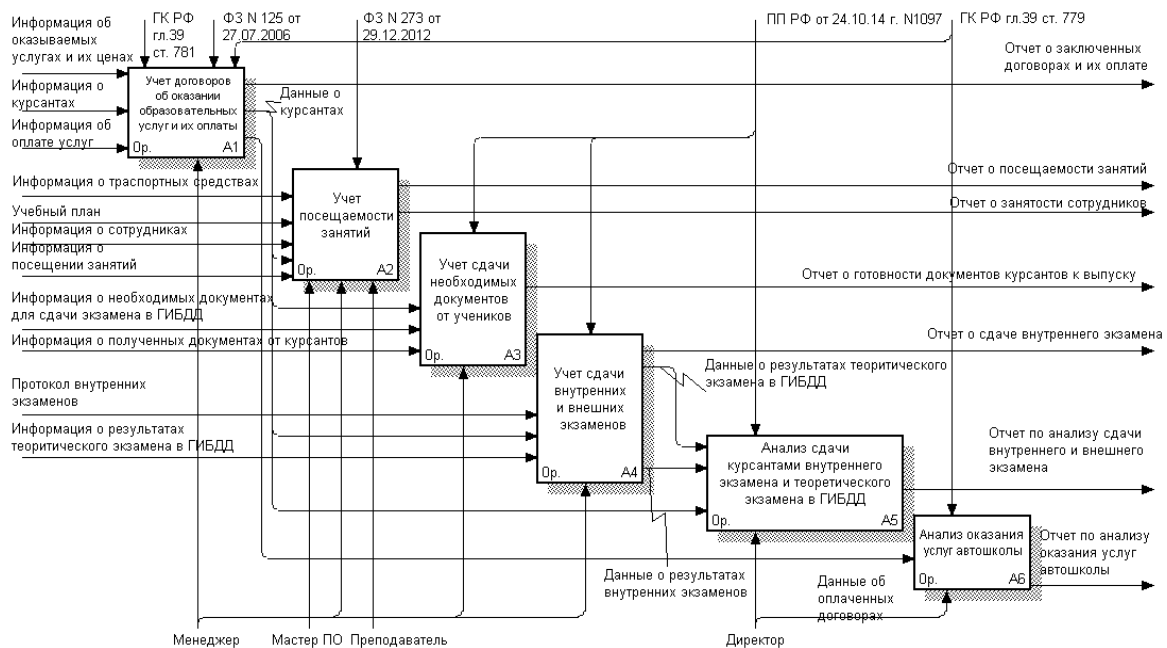 Информация об
оказываемых
услугах и их ценах
ГК РФ
гл.39
ст. 781
ФЗ N 125 от
27.07.2006
ФЗ N 273 от
29.12.2012
ПП РФ от 24.10.14 г. N1097
ГК РФ гл.39 ст. 779
Отчет о заключенных
договорах и их оплате
Информация о
курсантах
Информация об
оплате услуг
Учет договоров
об оказании
образовательных
услуг и их оплаты
0р.
A1
Данные о
курсантах
Информация о траспортных средствах
Учебный план
Информация о сотрудниках
Информация о
посещении занятий
Учет
посещаемости
занятий
0р.
A2
Отчет о посещаемости занятий
Отчет о занятости сотрудников
Информация о необходимых документах
для сдачи экзамена в ГИБДД
Информация о полученных документах от курсантов
Учет сдачи
необходимых
документов
от учеников
0р.
A3
Отчет о готовности документов курсантов к выпуску
Отчет о сдаче внутреннего экзамена
Протокол внутренних
экзаменов
Информация о результатах
теоритического экзамена в ГИБДД
Учет сдачи
внутренних
и внешних
экзаменов
0р.
A4
Данные о результатах теоритического
экзамена в ГИБДД
Анализ сдачи
курсантами внутреннего
экзамена и теоретического
экзамена в ГИБДД
0р.
A5
Отчет по анализу сдачи
внутреннего и внешнего
экзамена
Анализ оказания
услуг автошколы
0р.
A6
Отчет по анализу
оказания услуг
автошколы
Данные о результатах
внутренних экзаменов
Данные об
оплаченных
договорах
Менеджер
Мастер ПО
Преподаватель
Директор